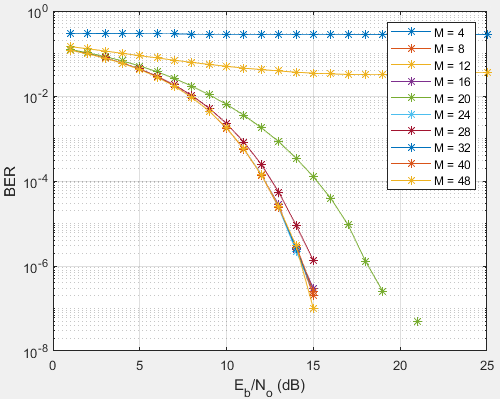 10^0
10^-2
10^-4
10^-6
10^-8
BER
0
5
10
15
20
25
E_b/N_o (dB)
M = 4
M = 8
M = 12
M = 16
M = 20
M = 24
M = 28
M = 32
M = 40
M = 48